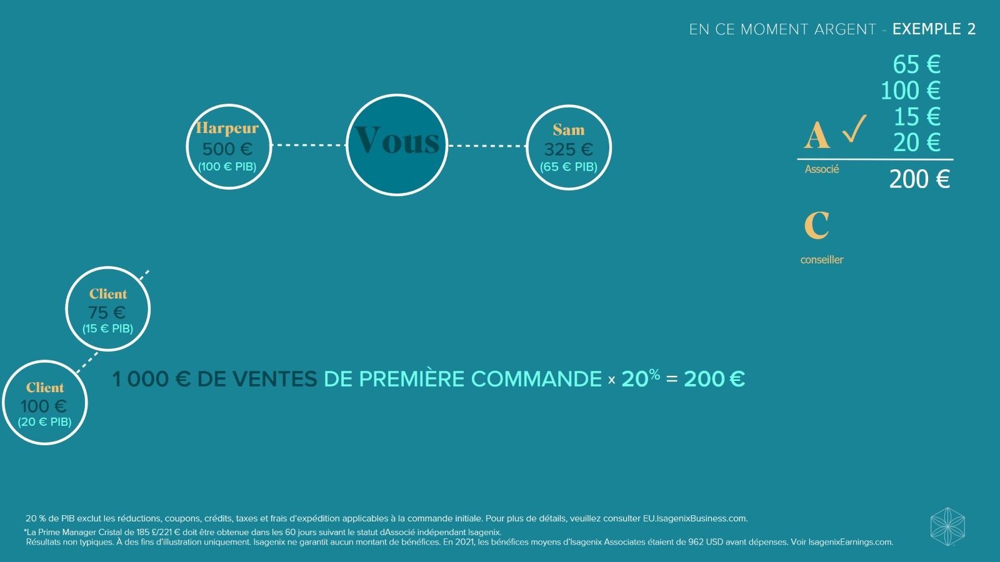 EN CE MOMENT ARGENT - EXEMPLE 2
65 €
100 €
15 €
20 €
A ✓
Associé
200 €
Harpeur
500 €
(100 € PIB)
Vous
Sam
325 €
(65 € PIB)
C
conseiller
Client
75 €
(15 € PIB)
Client
100 €
(20 € PIB)
1 000 € DE VENTES DE PREMIÈRE COMMANDE x 20% = 200 €
20 % de PIB exclut les réductions, coupons, crédits, taxes et frais d'expédition applicables à la commande initiale. Pour plus de détails, veuillez consulter EU.IsagenixBusiness.com.
*La Prime Manager Cristal de 185 £/221 € doit être obtenue dans les 60 jours suivant le statut dAssocié indépendant Isagenix.
Résultats non typiques. À des fins d'illustration uniquement. Isagenix ne garantit aucun montant de bénéfices. En 2021, les bénéfices moyens d'Isagenix Associates étaient de 962 USD avant dépenses. Voir IsagenixEarnings.com.